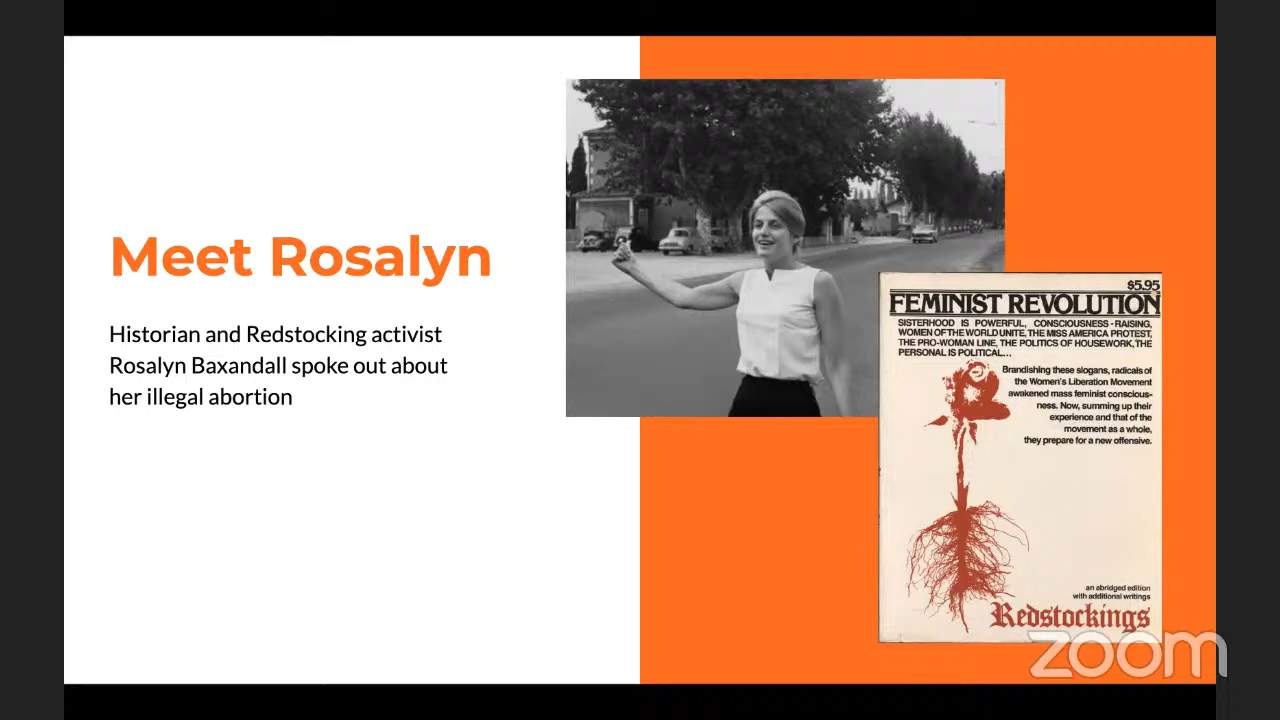 Meet Rosalyn
Historian and Redstocking activist
Rosalyn Baxandall spoke out about
her illegal abortion
$5.95
FEMINIST REVOLUTION
SISTERHOOD IS POWERFUL, CONSCIOUSNESS-RAISING,
WOMEN OF THE WORLD UNITE, THE MISS AMERICA PROTEST,
THE PRO-WOMAN LINE, THE POLITICS OF HOUSEWORK, THE
PERSONAL IS POLITICAL...
Brandishing these slogans, radicals of
the Women's Liberation Movement
awakened mass feminist conscious-
ness. Now, summing up their
experience and that of the
movement as a whole,
they prepare for a new offensive.
an abridged edition
with additional writings
Redstockings
zoom